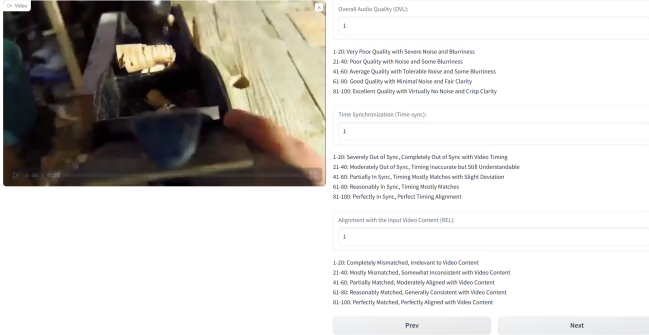 Video
Overall Audio Quality (OVL):
1
1-20: Very Poor Quality with Severe Noise and Blurriness
21-40: Poor Quality with Noise and Some Blurriness
41-60: Average Quality with Tolerable Noise and Some Blurriness
61-80: Good Quality with Minimal Noise and Fair Clarity
81-100: Excellent Quality with Virtually No Noise and Crisp Clarity
Time Synchronization (Time-sync):
1
1-20: Severely Out of Sync, Completely Out of Sync with Video Timing
21-40: Moderately Out of Sync, Timing Inaccurate but Still Understandable
41-60: Partially In Sync, Timing Mostly Matches with Slight Deviation
61-80: Reasonably In Sync, Timing Mostly Matches
81-100: Perfectly In Sync, Perfect Timing Alignment
Alignment with the Input Video Content (REL):
1
1-20: Completely Mismatched, Irrelevant to Video Content
21-40: Mostly Mismatched, Somewhat Inconsistent with Video Content
41-60: Partially Matched, Moderately Aligned with Video Content
61-80: Reasonably Matched, Generally Consistent with Video Content
81-100: Perfectly Matched, Perfectly Aligned with Video Content
Prev
Next